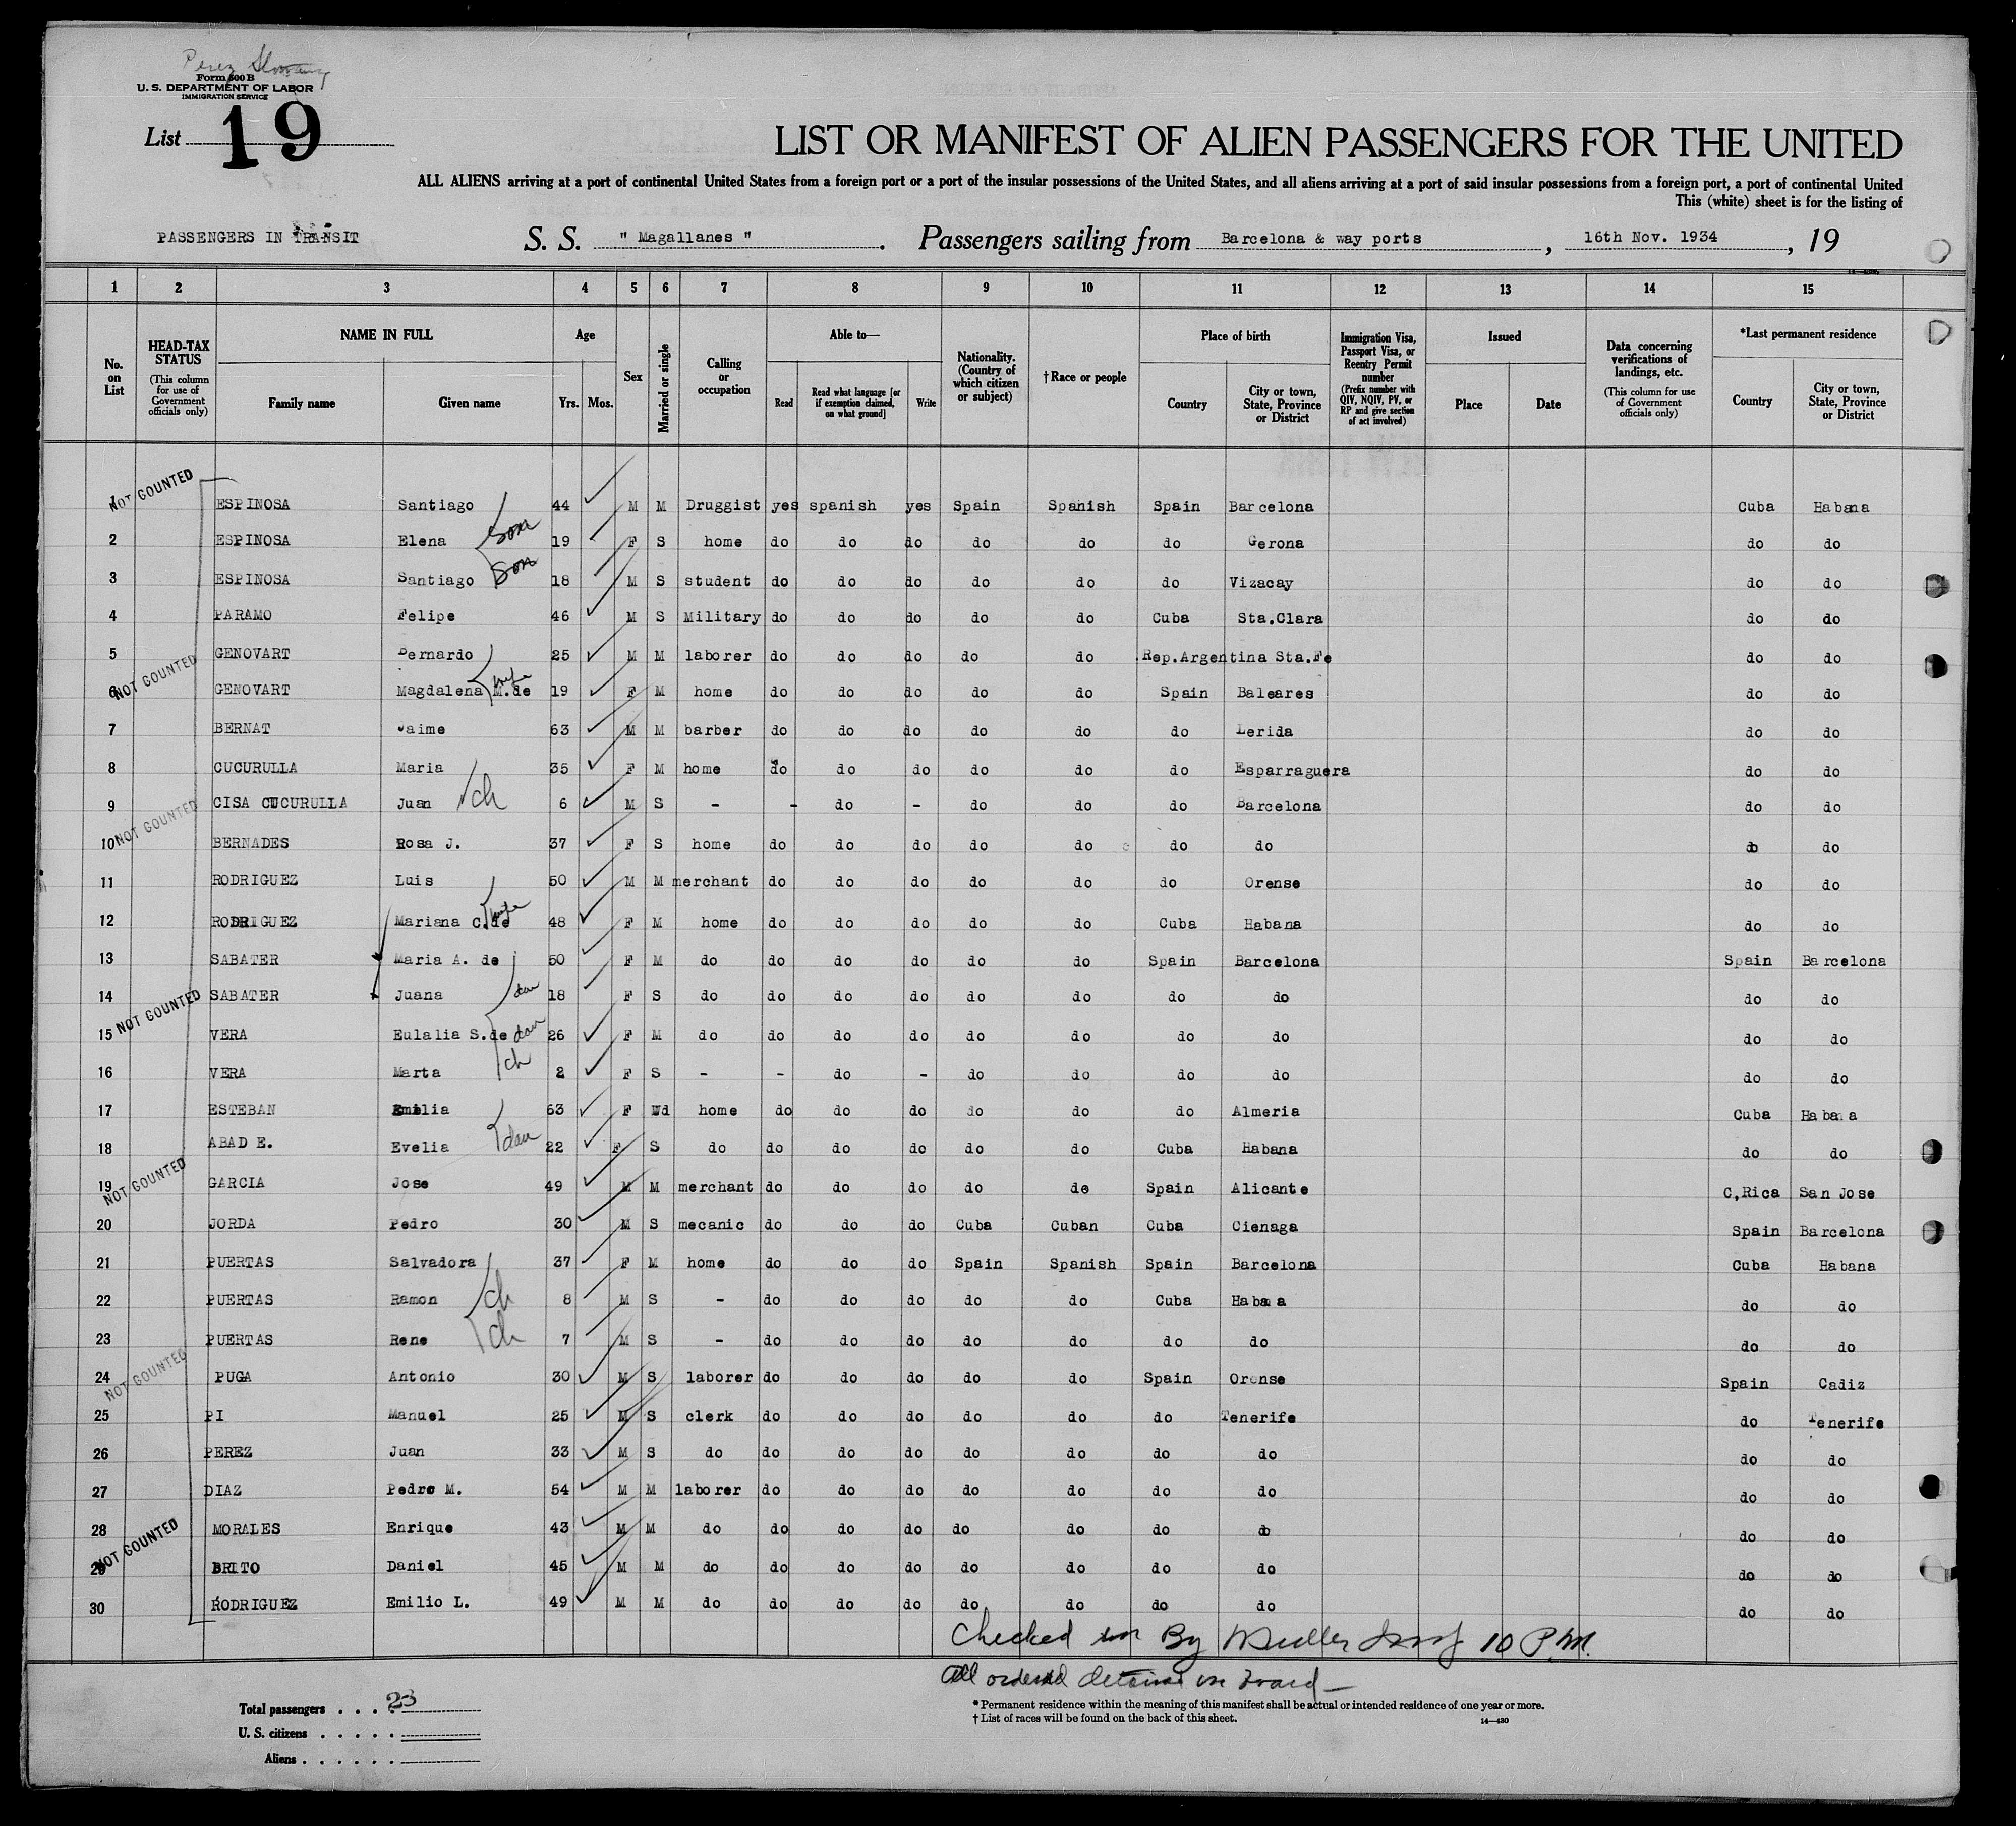 Perez
Form 500 B
U. S. DEPARTMENT OF LABOR
IMMIGRATION SERVICE
List 19
LIST OR MANIFEST OF ALIEN PASSENGERS FOR THE UNITED
ALL ALIENS arriving at a port of continental United States from a foreign port or a port of the insular possessions of the United States, and all aliens arriving at a port of said insular possessions from a foreign port, a port of continental United
This (white) sheet is for the listing of
PASSENGERS IN TRANSIT S. S. " Magallanes ". Passengers sailing from Barcelona & way ports, 16th Nov. 1934, 19
1 2 3 4 5 6 7 8 9 10 11 12 13 14 15
No. on List
HEAD-TAX STATUS (This column for use of Government officials only)
NAME IN FULL Family name Given name
Age Yrs. Mos.
Sex
Married or single
Calling or occupation
Able to— Read Read what language [or if exemption claimed, on what ground] Write
Nationality. (Country of which citizen or subject)
†Race or people
Place of birth Country City or town, State, Province or District
Immigration Visa, Passport Visa, or Reentry Permit number (Prefix number with QIV, NQIV, PV, or RP and give section of act involved)
Issued Place Date
Data concerning verifications of landings, etc. (This column for use of Government officials only)
*Last permanent residence Country City or town, State, Province or District
NOT COUNTED
1 ESPINOSA Santiago 44 M M Druggist yes spanish yes Spain Spanish Spain Barcelona Cuba Habana
2 ESPINOSA Elena Son 19 F S home do do do do do do Gerona do do
3 ESPINOSA Santiago Son 18 M S student do do do do do do Vizacay do do
4 PARAMO Felipe 46 M S Military do do do do do Cuba Sta.Clara do do
5 GENOVART Bernardo 25 M M laborer do do do do do Rep.Argentina Sta.Fe do do
NOT COUNTED
6 GENOVART Magdalena M.de wife 19 F M home do do do do do Spain Baleares do do
7 BERNAT Jaime 63 M M barber do do do do do do Lerida do do
8 CUCURULLA Maria 35 F M home do do do do do do Esparraguera do do
9 CISA CUCURULLA Juan ch 6 M S - - do - do do do Barcelona do do
NOT COUNTED
10 BERNADES Rosa J. 37 F S home do do do do do do do do do
11 RODRIGUEZ Luis 50 M M merchant do do do do do do Orense do do
12 RODRIGUEZ Mariana C.de wife 48 F M home do do do do do Cuba Habana do do
13 SABATER Maria A. de 50 F M do do do do do do Spain Barcelona Spain Barcelona
14 SABATER Juana dau 18 F S do do do do do do do do do do
NOT COUNTED
15 VERA Eulalia S.de dau 26 F M do do do do do do do do do do
16 VERA Marta ch 2 F S - - do - do do do do do do
17 ESTEBAN Emilia 63 F Wd home do do do do do do Almeria Cuba Habana
18 ABAD E. Evelia dau 22 F S do do do do do do Cuba Habana do do
NOT COUNTED
19 GARCIA Jose 49 M M merchant do do do do do Spain Alicante C,Rica San Jose
20 JORDA Pedro 30 M S mecanic do do do Cuba Cuban Cuba Cienaga Spain Barcelona
21 PUERTAS Salvadora 37 F M home do do do Spain Spanish Spain Barcelona Cuba Habana
22 PUERTAS Ramon ch 8 M S - do do do do do Cuba Habana do do
23 PUERTAS Rene ch 7 M S - do do do do do do do do do
NOT COUNTED
24 PUGA Antonio 30 M S laborer do do do do do Spain Orense Spain Cadiz
25 PI Manuel 25 M S clerk do do do do do do Tenerife do Tenerife
26 PEREZ Juan 33 M S do do do do do do do do do do
27 DIAZ Pedro M. 54 M M laborer do do do do do do do do do
28 MORALES Enrique 43 M M do do do do do do do do do do
NOT COUNTED
29 BRITO Daniel 45 M M do do do do do do do do do do
30 RODRIGUEZ Emilio L. 49 M M do do do do do do do do do do
Checked By Muller 10 P.M.
All ordered detained on board—
Total passengers . . . . 23
U. S. citizens . . . . .
Aliens . . . . . .
* Permanent residence within the meaning of this manifest shall be actual or intended residence of one year or more.
† List of races will be found on the back of this sheet.
14—430